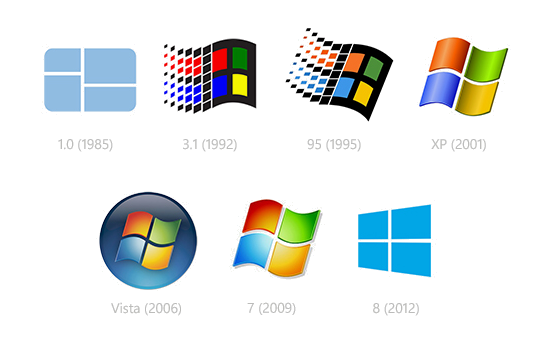 1.0 (1985) 3.1 (1992) 95 (1995) XP (2001)
Vista (2006) 7 (2009) 8 (2012)